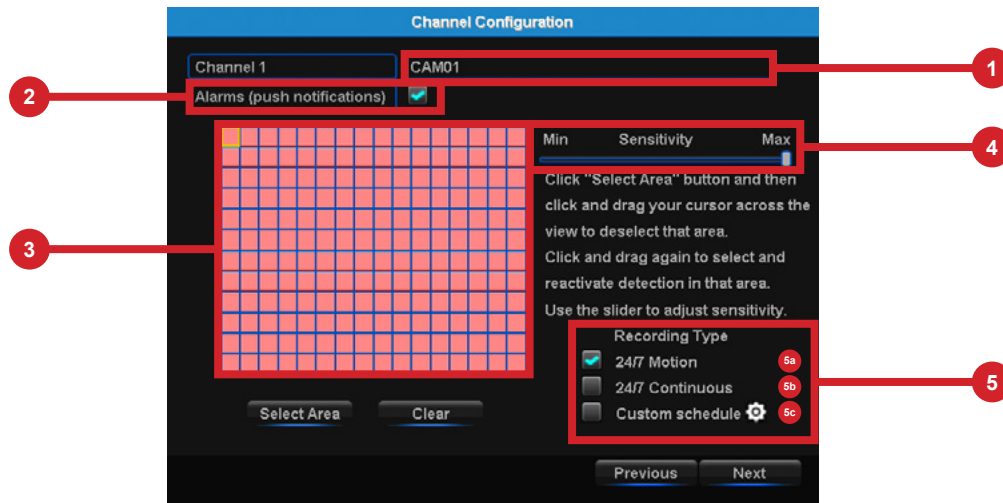 Channel Configuration
Channel 1
CAM01
1
2
Alarms (push notifications)
Min Sensitivity Max
4
Click "Select Area" button and then
click and drag your cursor across the
view to deselect that area.
3
Click and drag again to select and
reactivate detection in that area.
Use the slider to adjust sensitivity.
Recording Type
24/7 Motion
5a
24/7 Continuous
5b
5
Custom schedule
5c
Select Area
Clear
Previous
Next